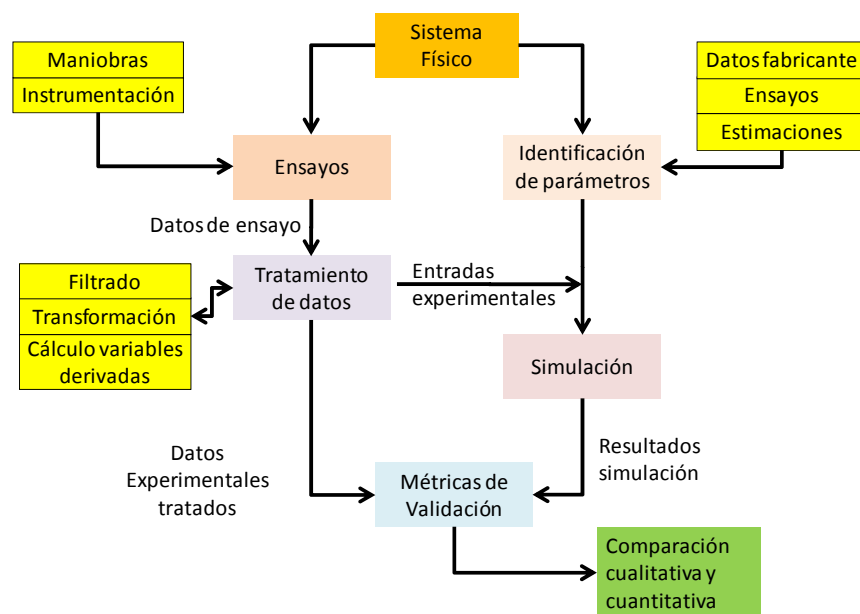 Sistema
Físico
Maniobras
Instrumentación
Datos fabricante
Ensayos
Estimaciones
Ensayos
Identificación
de parámetros
Datos de ensayo
Tratamiento
de datos
Entradas
experimentales
Filtrado
Transformación
Cálculo variables
derivadas
Simulación
Datos
Experimentales
tratados
Resultados
simulación
Métricas de
Validación
Comparación
cualitativa y
cuantitativa